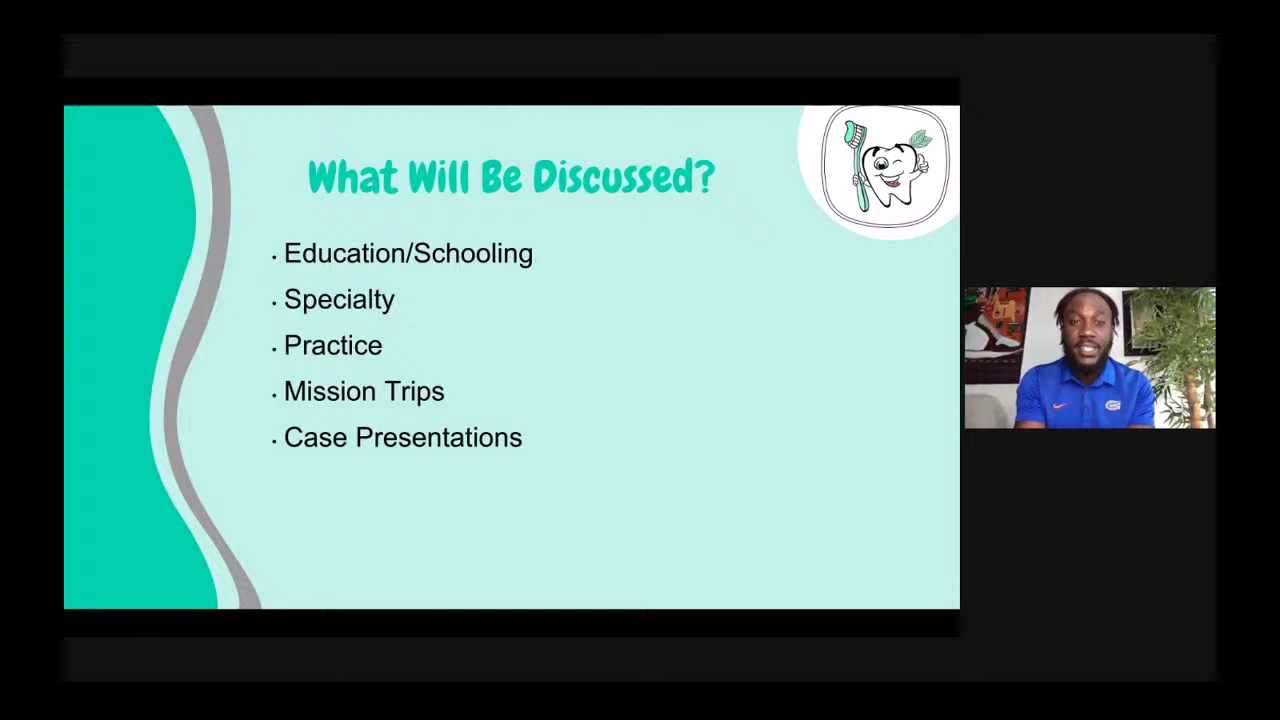 What Will Be Discussed?
• Education/Schooling
• Specialty
• Practice
• Mission Trips
• Case Presentations